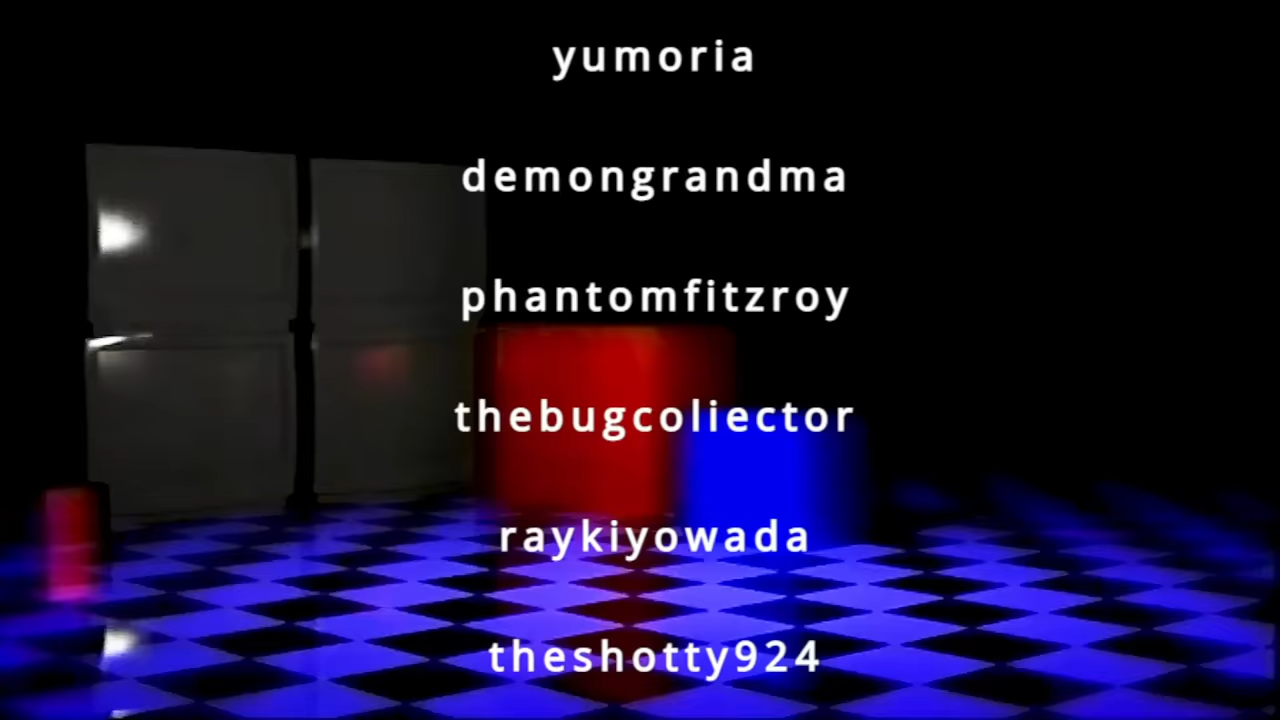 yumoria
demongrandma
phantomfitzroy
thebugcoliector
raykiyowada
theshotty924